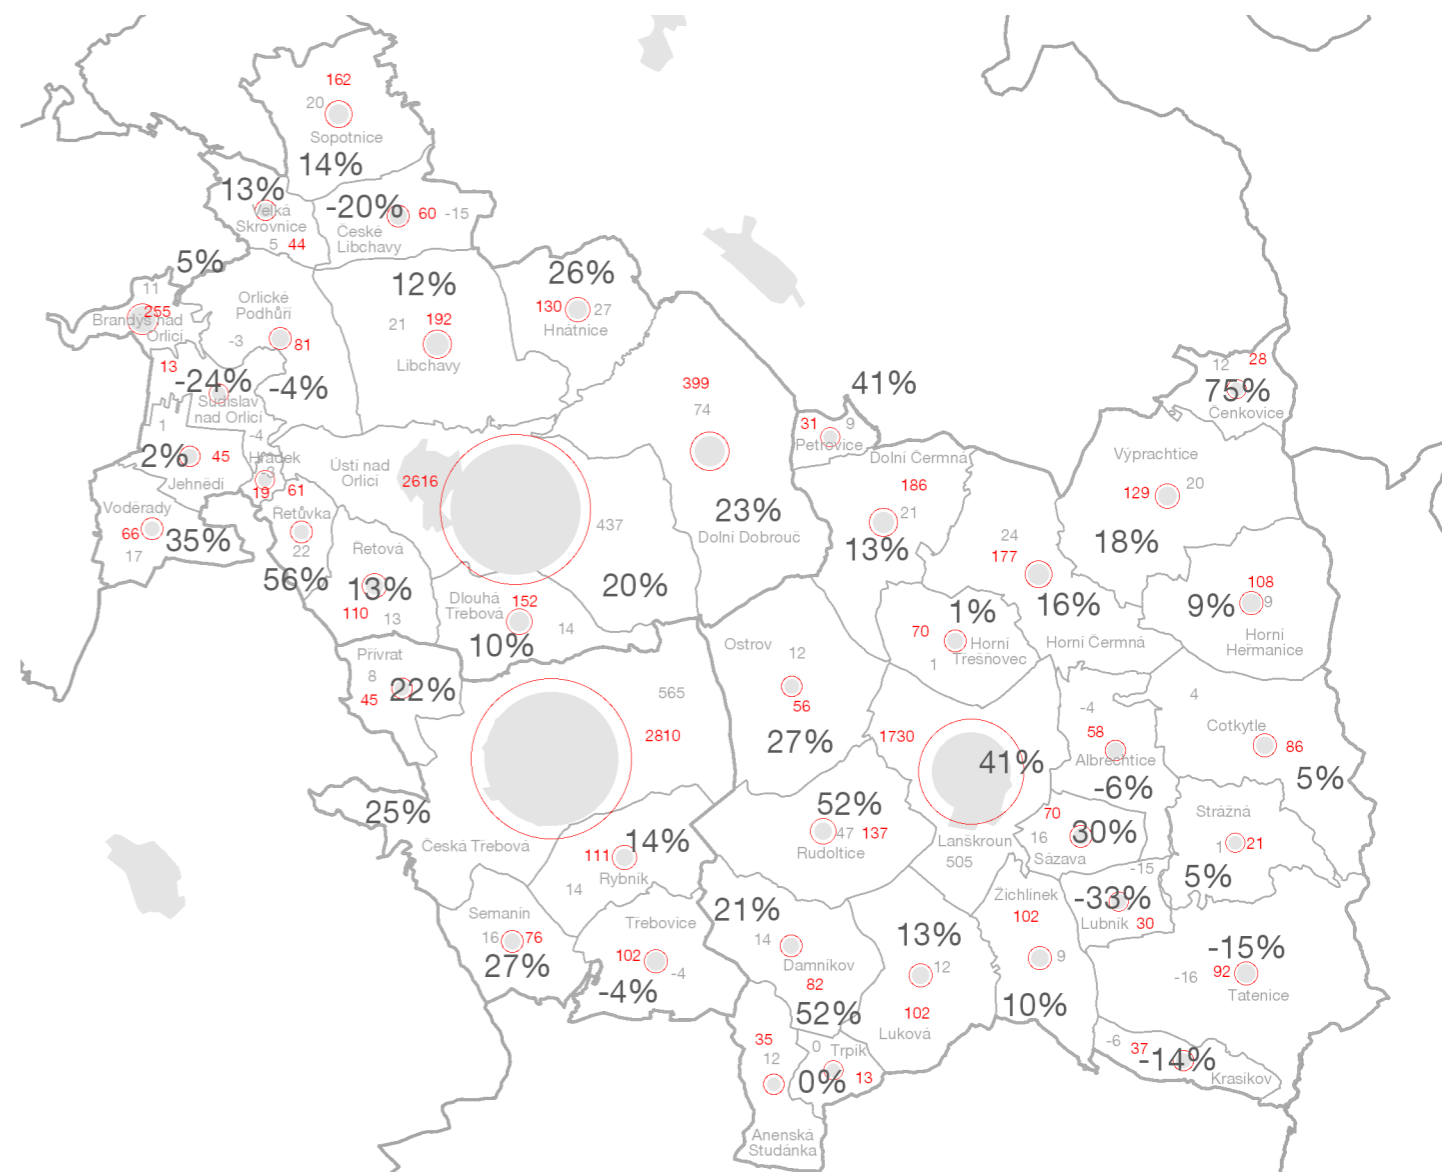 162
20
Sopotnice
14%
13%
Velká
Skrovnice
5 44
-20%
60 -15
České
Libchavy
5%
11
255
Brandýs nad
Orlicí
Orlické
Podhůří
-3
81
-4%
12%
21
192
Libchavy
26%
130
27
Hnátnice
13
-24%
Sudislav
nad Orlicí
-4
1
2%
45
Jehnědí
Hrádek
19
61
Řetůvka
22
56%
Voděrady
66
35%
17
Řetová
13%
110
13
Ústí nad
Orlicí
2616
437
20%
399
74
23%
Dolní Dobrouč
41%
31
9
Petrovice
Dolní Čermná
186
21
13%
12
28
75%
Čenkovice
Výprachtice
129
20
18%
24
177
16%
Horní Čermná
108
9%
9
Horní
Heřmanice
1%
70
Horní
Třešňovec
1
Dlouhá
Třebová
152
14
10%
Přívrat
8
45
22%
565
2810
25%
Česká Třebová
Ostrov
12
56
27%
1730
41%
Lanškroun
505
-4
58
Albrechtice
-6%
4
Cotkytle
86
5%
52%
47 137
Rudoltice
70
16
30%
Sázava
Strážná
1
21
5%
14%
111
Rybník
14
-15
-33%
Lubník
30
Semanín
16
76
27%
Třebovice
102
-4
-4%
21%
14
Damníkov
82
52%
13%
12
102
Luková
Žichlínek
102
9
10%
-15%
-16
92
Tatenice
35
12
Anenská
Studánka
0
Trpík
0%
13
-6
37
-14%
Krasíkov